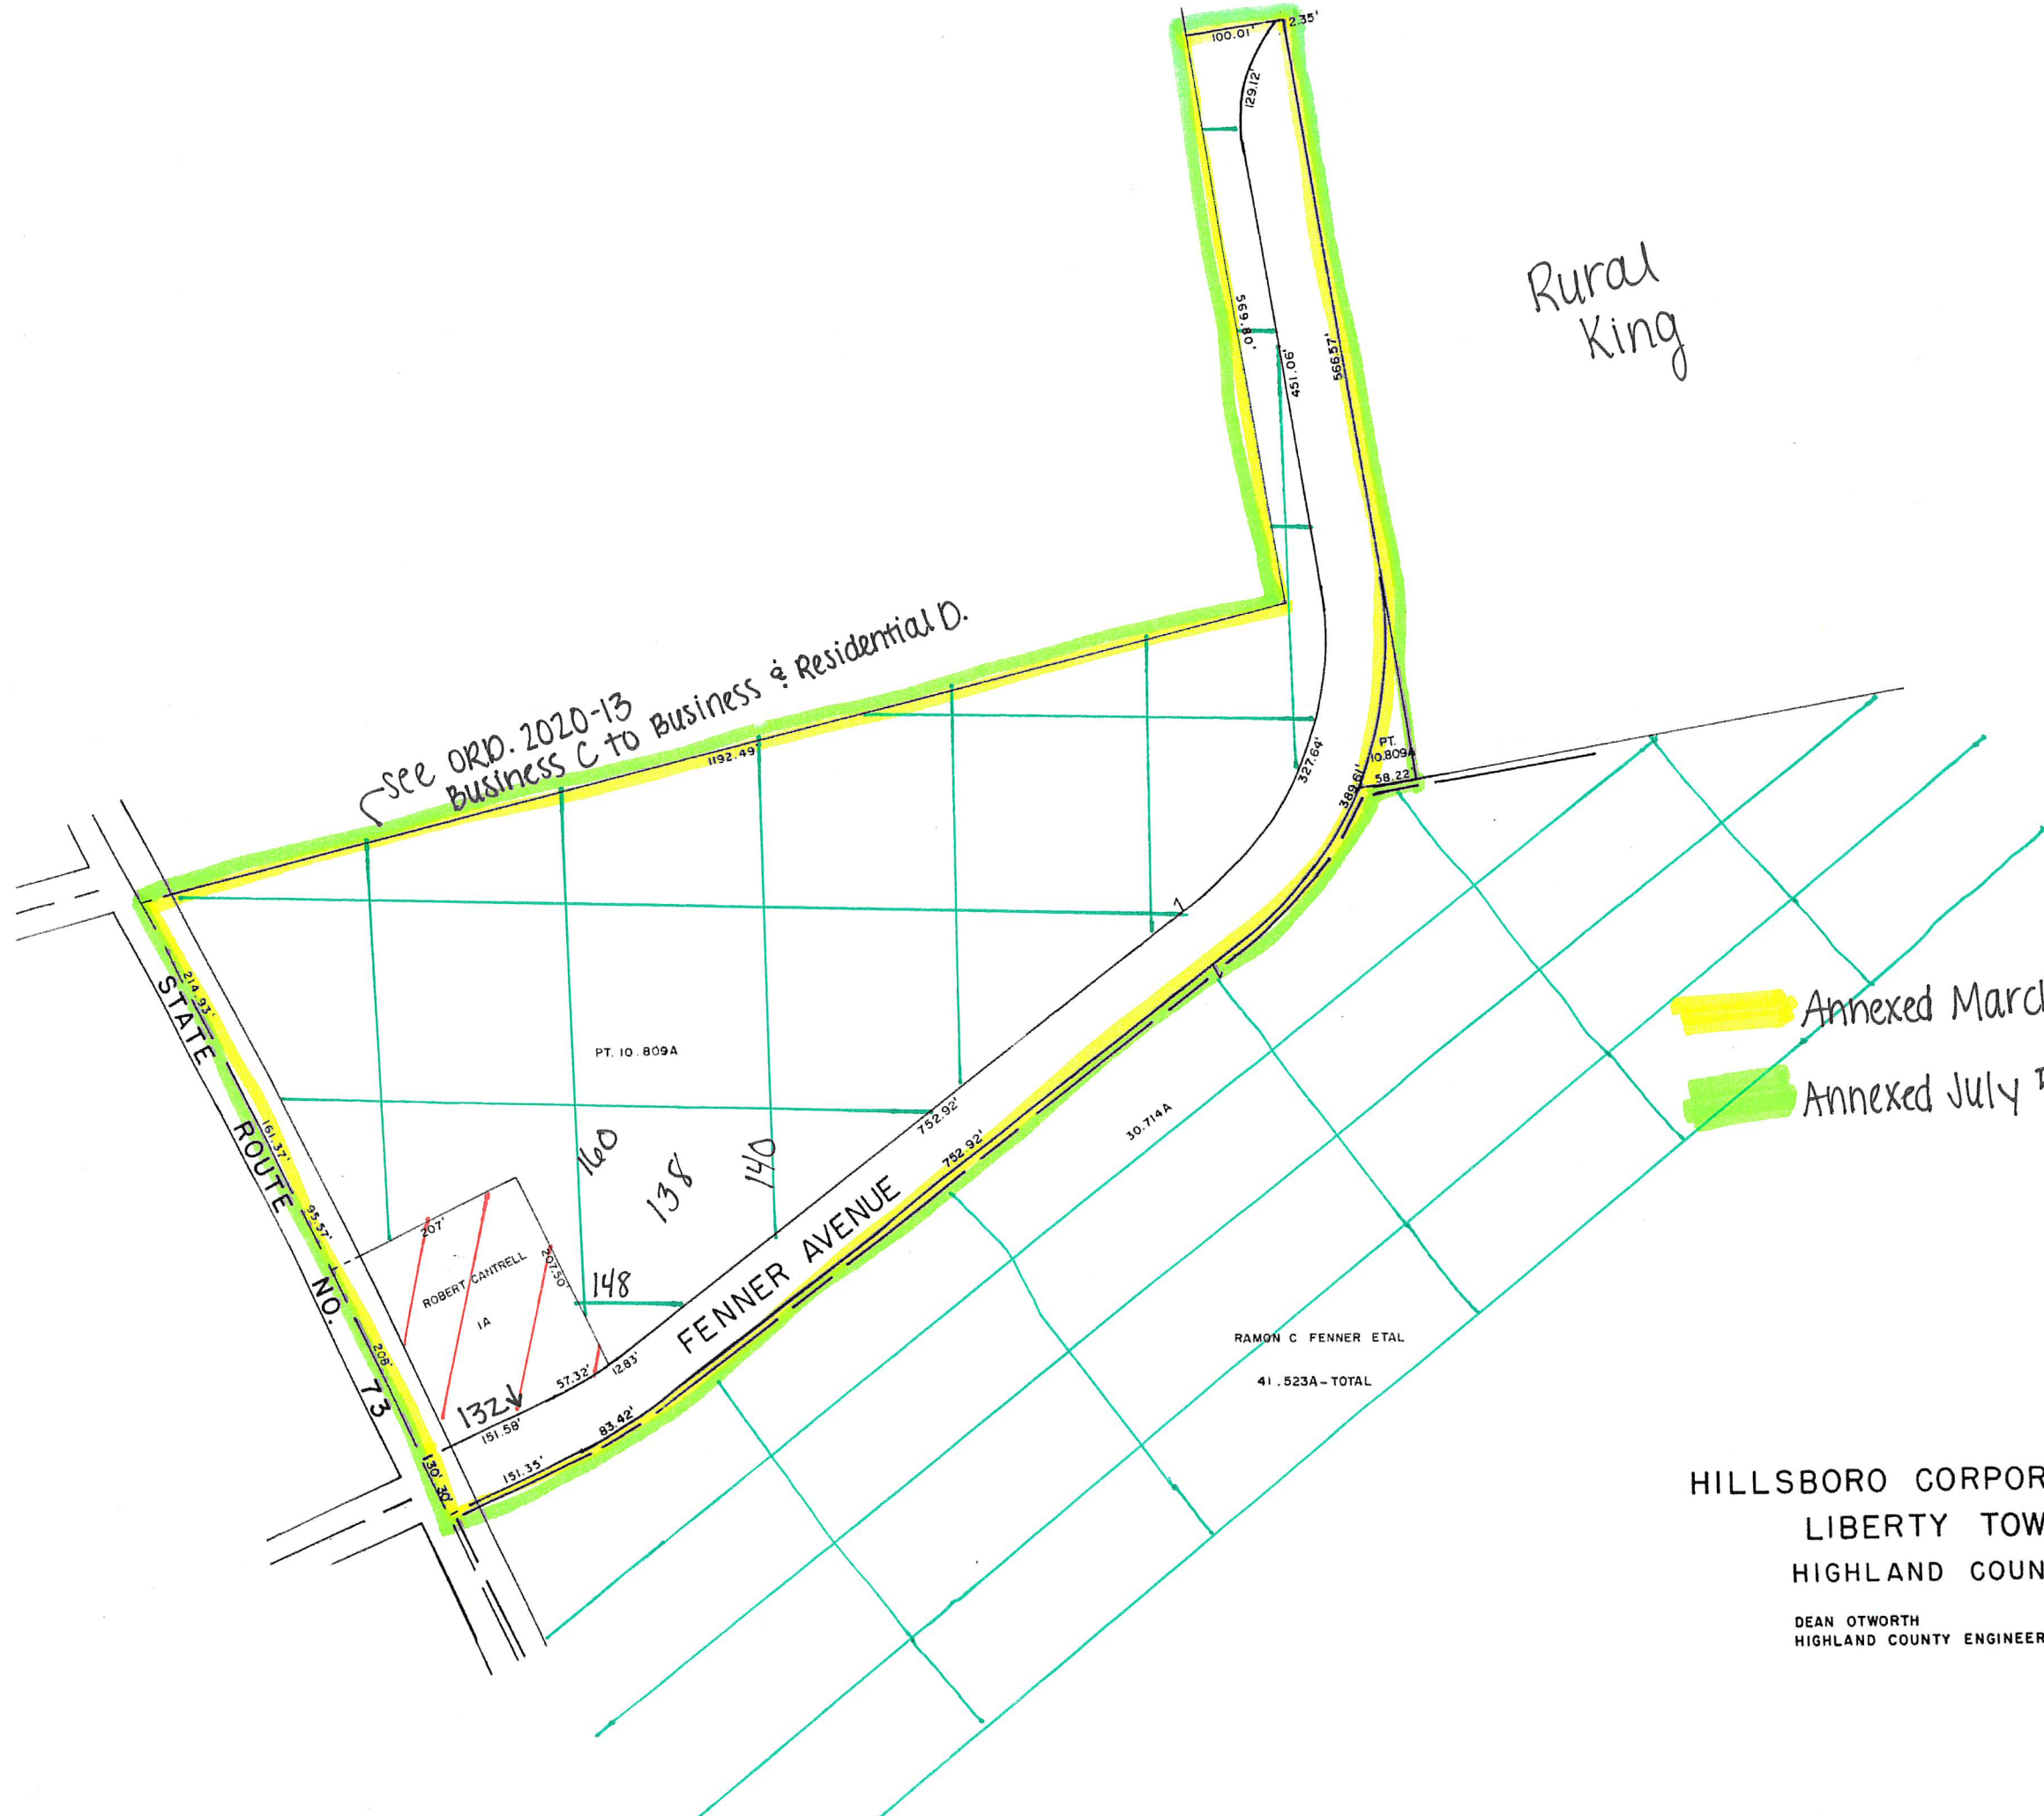 100.01'
2.35'
129.12'
569.80'
451.06'
566.57'
Rural
King
See ORD. 2020-13
Business C to Business & Residential D.
1192.49'
327.64'
PT.
10.809A
58.22'
389.61'
214.93'
STATE ROUTE NO. 73
161.37'
95.57'
208'
130'
30'
PT. 10.809A
752.92'
752.92'
30.714A
Annexed March
Annexed July
160
138
140
148
207'
207.50'
ROBERT CANTRELL
1A
FENNER AVENUE
57.32'
12.83'
132
151.58'
83.42'
151.35'
RAMON C FENNER ETAL
41.523A-TOTAL
HILLSBORO CORPOR
LIBERTY TOW
HIGHLAND COUN
DEAN OTWORTH
HIGHLAND COUNTY ENGINEER